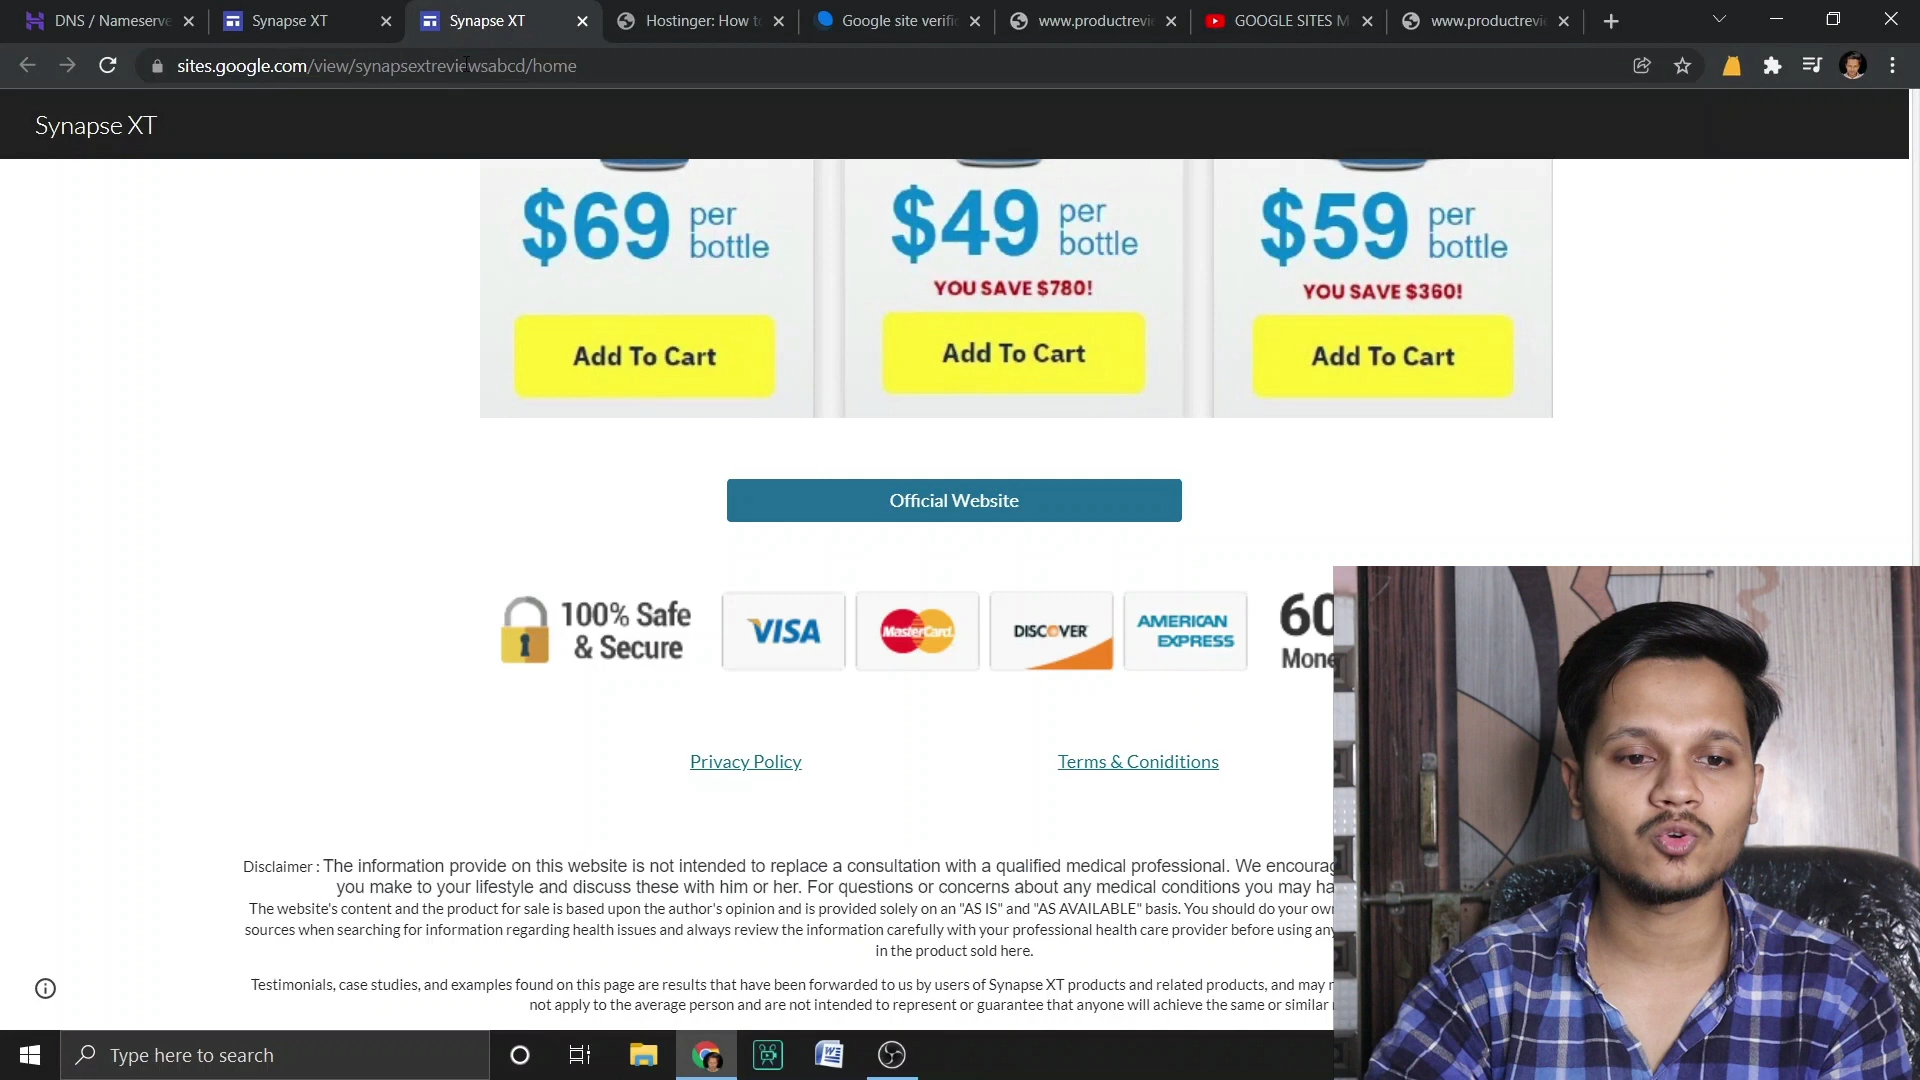 DNS / Nameserve
Synapse XT
Synapse XT
Hostinger: How to
Google site verific
www.productrevie
GOOGLE SITES M
www.productrevie
sites.google.com/view/synapsextreviewsabcd/home
Synapse XT
$69 per bottle
$49 per bottle
$59 per bottle
YOU SAVE $780!
YOU SAVE $360!
Add To Cart
Add To Cart
Add To Cart
Official Website
100% Safe
& Secure
VISA
MasterCard
DISCOVER
AMERICAN
EXPRESS
60
Mone
Privacy Policy
Terms & Coniditions
Disclaimer : The information provide on this website is not intended to replace a consultation with a qualified medical professional. We encourag
you make to your lifestyle and discuss these with him or her. For questions or concerns about any medical conditions you may ha
The website's content and the product for sale is based upon the author's opinion and is provided solely on an "AS IS" and "AS AVAILABLE" basis. You should do your own
sources when searching for information regarding health issues and always review the information carefully with your professional health care provider before using any
in the product sold here.
Testimonials, case studies, and examples found on this page are results that have been forwarded to us by users of Synapse XT products and related products, and may
not apply to the average person and are not intended to represent or guarantee that anyone will achieve the same or similar
Type here to search